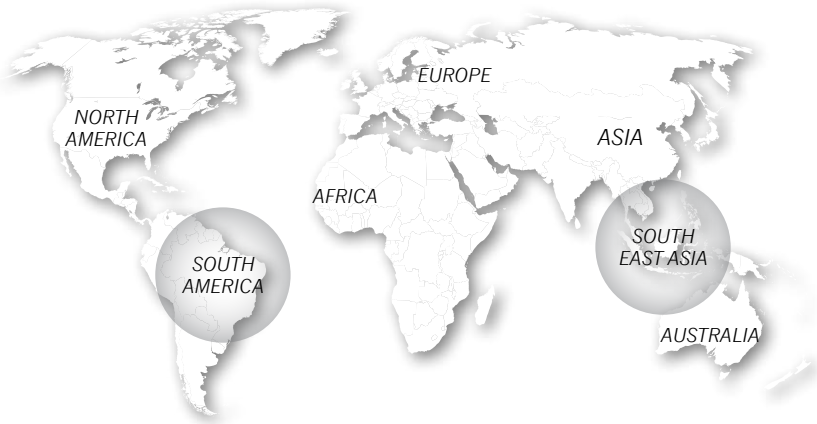 EUROPE
NORTH
AMERICA
ASIA
AFRICA
SOUTH
EAST ASIA
SOUTH
AMERICA
AUSTRALIA